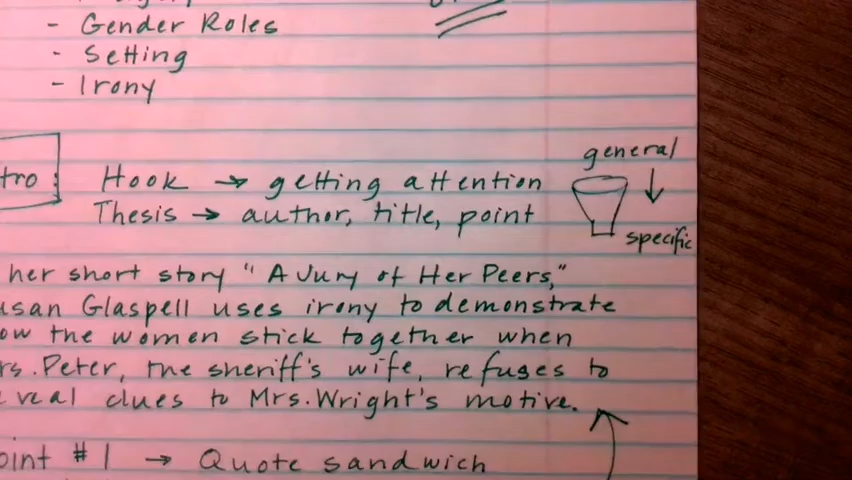 - Gender Roles
- Setting
- Irony
general
tro : Hook → getting attention
Thesis → author, title, point
specific
her short story "A Jury of Her Peers,"
usan Glaspell uses irony to demonstrate
ow the women stick together when
rs. Peter, the sheriff's wife, refuses to
veal clues to Mrs. Wright's motive.
oint #1 → Quote sandwich